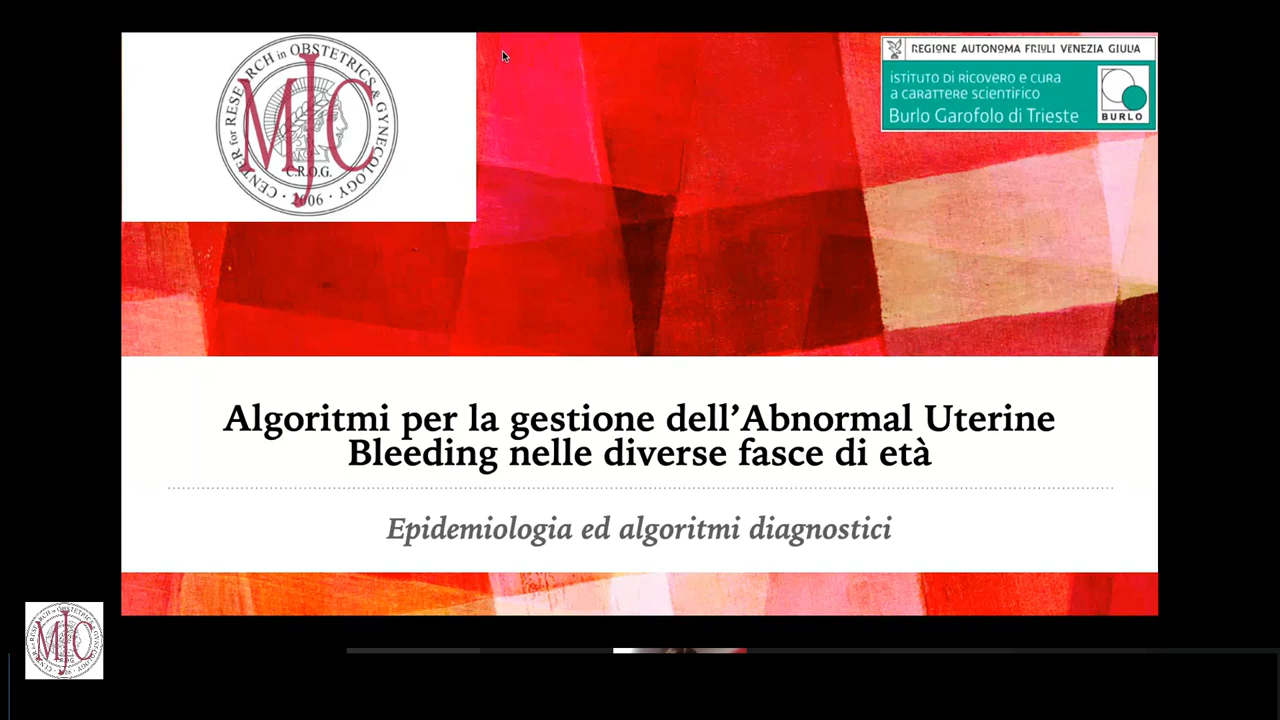 CENTER for RESEARCH in OBSTETRICS & GYNECOLOGY
MJC
C.R.O.G.
· 2006 ·
REGIONE AUTONOMA FRIULI VENEZIA GIULIA
ISTITUTO DI RICOVERO E CURA
A CARATTERE SCIENTIFICO
Burlo Garofolo di Trieste
BURLO
Algoritmi per la gestione dell’Abnormal Uterine
Bleeding nelle diverse fasce di età
Epidemiologia ed algoritmi diagnostici
MJC